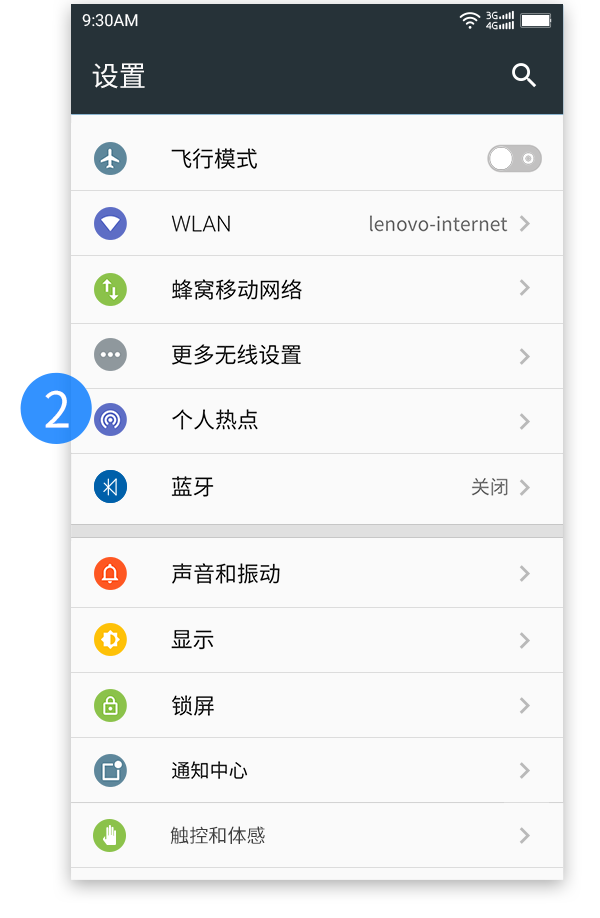 9:30AM
3G
4G
设置
飞行模式
WLAN
lenovo-internet
蜂窝移动网络
更多无线设置
2
个人热点
蓝牙
关闭
声音和振动
显示
锁屏
通知中心
触控和体感